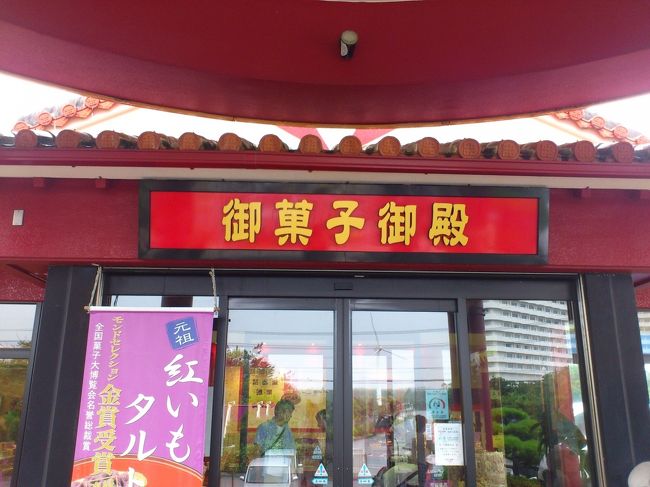 御菓子御殿
元祖
紅いも
タルト
モンドセレクション金賞受賞
全国菓子大博覧会名誉総裁賞